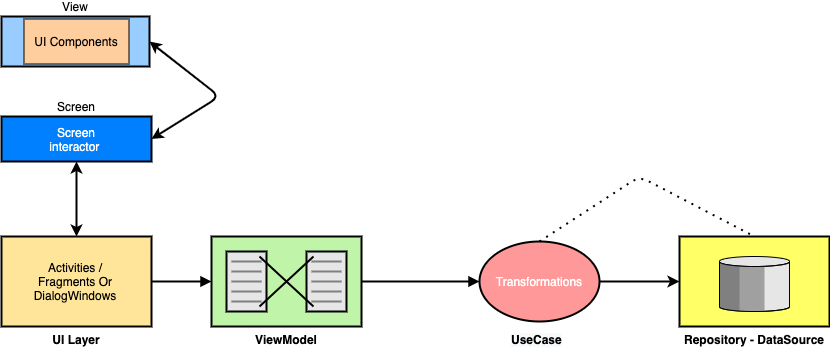 View
UI Components
Screen
Screen
interactor
Activities /
Fragments Or
DialogWindows
Transformations
UI Layer
ViewModel
UseCase
Repository - DataSource